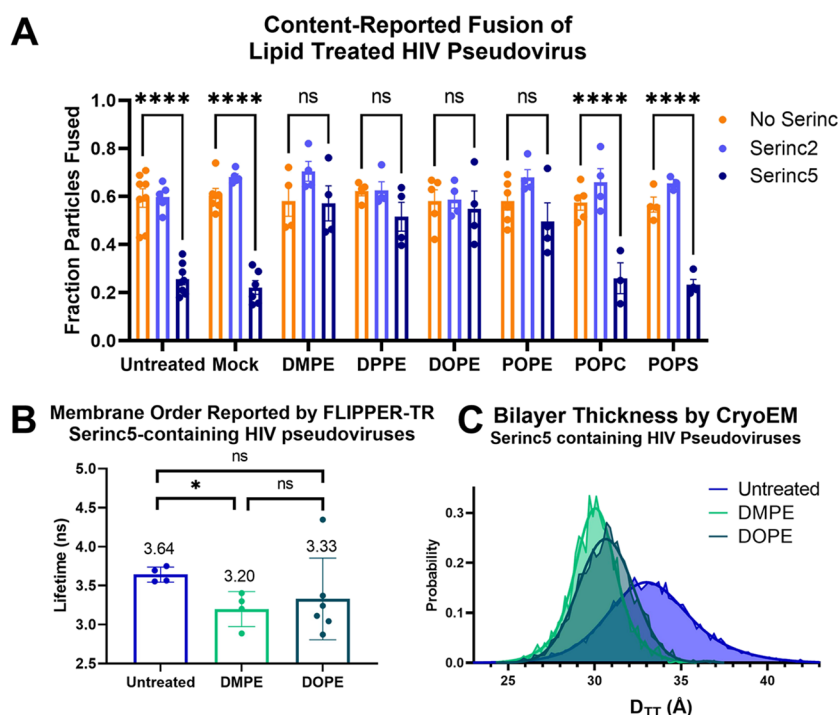 A
Content-Reported Fusion of
Lipid Treated HIV Pseudovirus
Fraction Particles Fused
1.0
0.8
0.6
0.4
0.2
0.0
**** **** ns ns ns ns **** ****
No Serinc
Serinc2
Serinc5
Untreated Mock DMPE DPPE DOPE POPE POPC POPS
B
Membrane Order Reported by FLIPPER-TR
Serinc5-containing HIV pseudoviruses
Lifetime (ns)
5.0
4.5
4.0
3.5
3.0
2.5
ns
* ns
3.64 3.20 3.33
Untreated DMPE DOPE
C
Bilayer Thickness by CryoEM
Serinc5 containing HIV Pseudoviruses
Untreated
DMPE
DOPE
Probability
0.3
0.2
0.1
0.0
25 30 35 40
DTT (Å)